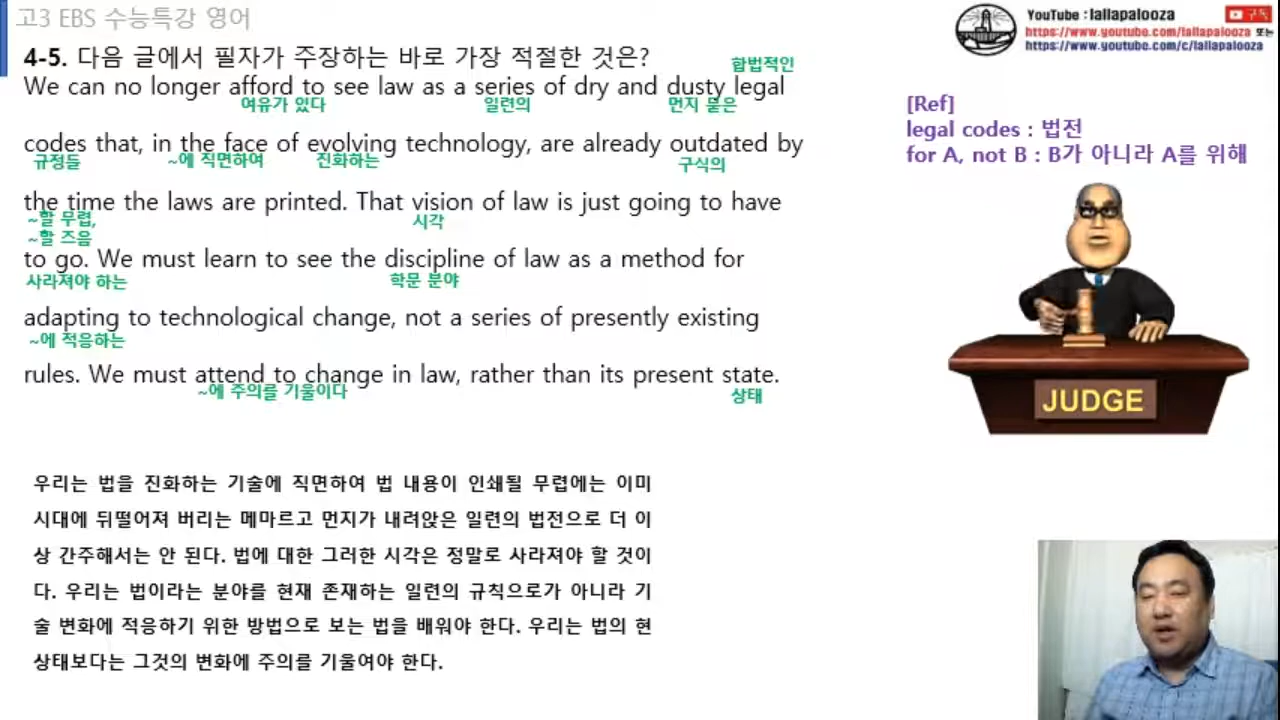 고3 EBS 수능특강 영어
YouTube : lallapalooza 구독
https://www.youtube.com/lallapalooza 또는
https://www.youtube.com/c/lallapalooza
4-5. 다음 글에서 필자가 주장하는 바로 가장 적절한 것은?
합법적인
We can no longer afford to see law as a series of dry and dusty legal
여유가 있다 일련의 먼지 묻은
codes that, in the face of evolving technology, are already outdated by
규정들 ~에 직면하여 진화하는 구식의
the time the laws are printed. That vision of law is just going to have
~할 무렵, 시각
~할 즈음
to go. We must learn to see the discipline of law as a method for
사라져야 하는 학문 분야
adapting to technological change, not a series of presently existing
~에 적응하는
rules. We must attend to change in law, rather than its present state.
~에 주의를 기울이다 상태
[Ref]
legal codes : 법전
for A, not B : B가 아니라 A를 위해
JUDGE
우리는 법을 진화하는 기술에 직면하여 법 내용이 인쇄될 무렵에는 이미
시대에 뒤떨어져 버리는 메마르고 먼지가 내려앉은 일련의 법전으로 더 이
상 간주해서는 안 된다. 법에 대한 그러한 시각은 정말로 사라져야 할 것이
다. 우리는 법이라는 분야를 현재 존재하는 일련의 규칙으로가 아니라 기
술 변화에 적응하기 위한 방법으로 보는 법을 배워야 한다. 우리는 법의 현
상태보다는 그것의 변화에 주의를 기울여야 한다.